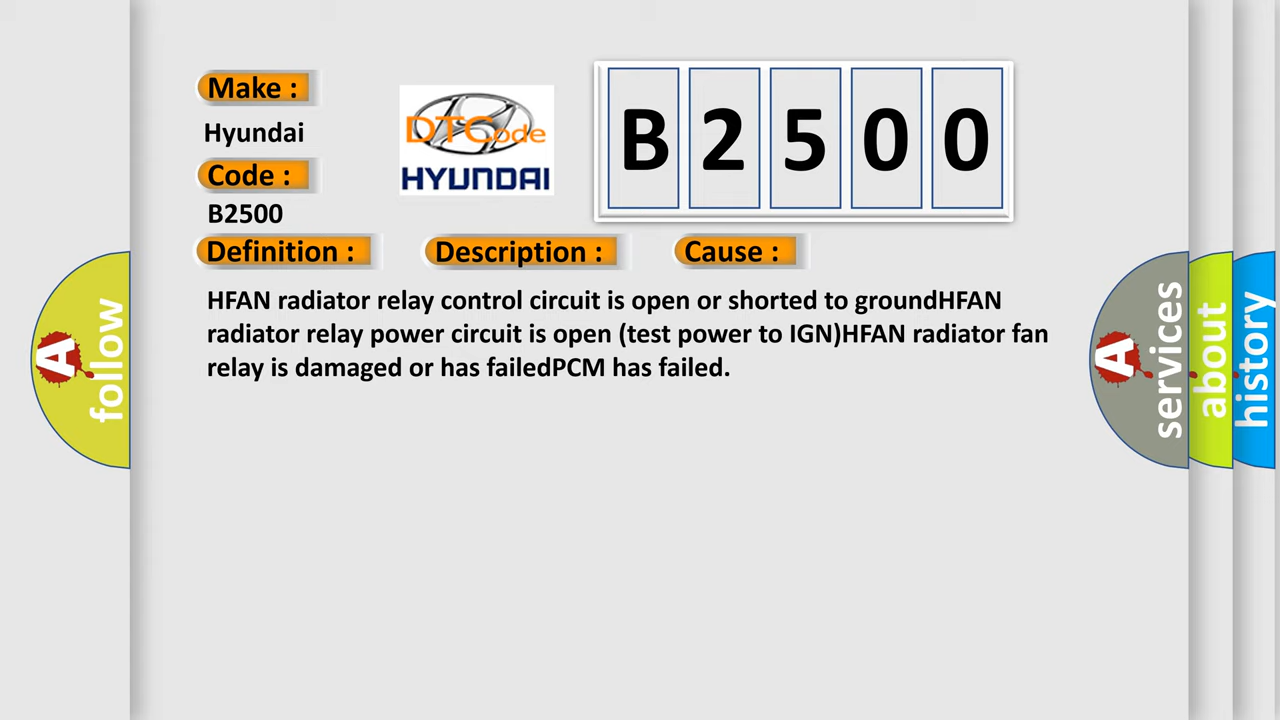 Make :
Hyundai
Code :
B2500
Definition :
Description :
Cause :
HFAN radiator relay control circuit is open or shorted to groundHFAN
radiator relay power circuit is open (test power to IGN)HFAN radiator fan
relay is damaged or has failedPCM has failed.
DTCode
HYUNDAI
B 2 5 0 0
A
follow
A
services
about
history